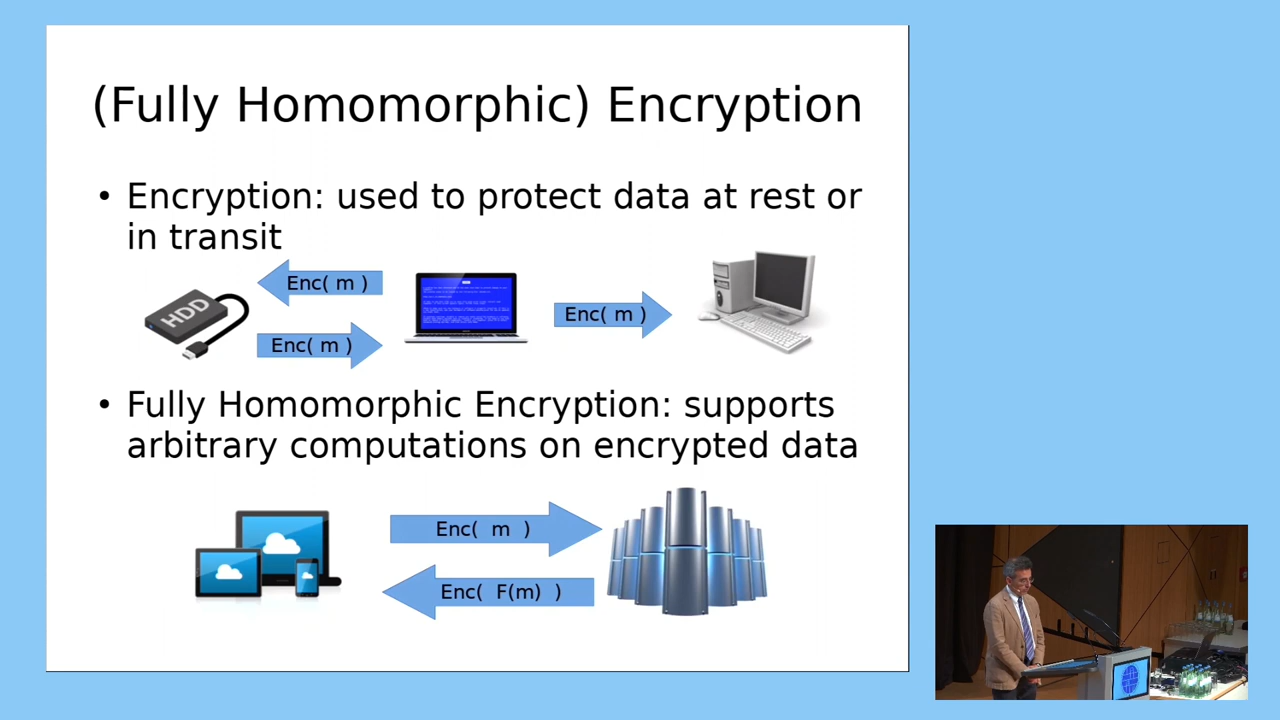 (Fully Homomorphic) Encryption
• Encryption: used to protect data at rest or
in transit
Enc( m )
HDD
Enc( m )
Enc( m )
• Fully Homomorphic Encryption: supports
arbitrary computations on encrypted data
Enc( m )
Enc( F(m) )